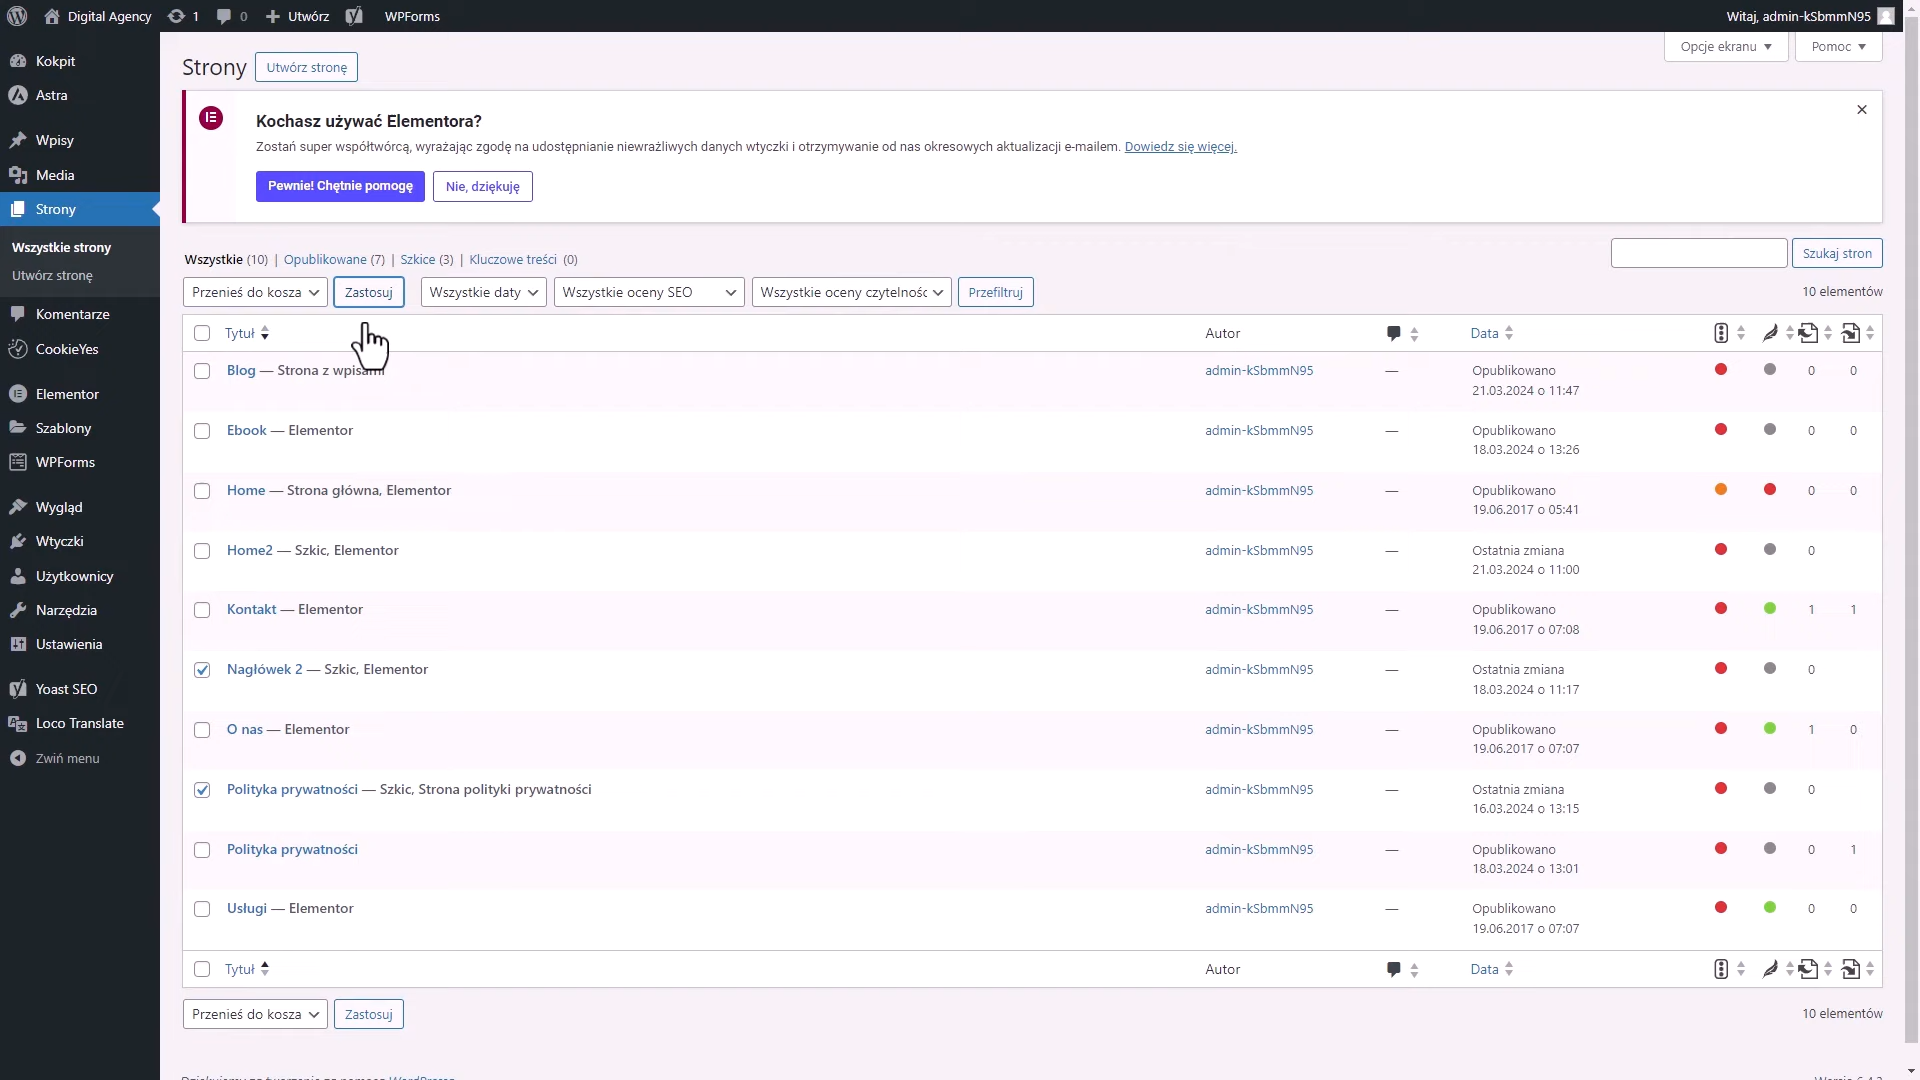 Digital Agency 1 0 Utwórz WPForms Witaj, admin-kSbmmN95
Opcje ekranu Pomoc
Kokpit
Astra
Wpisy
Media
Strony
Wszystkie strony
Utwórz stronę
Komentarze
CookieYes
Elementor
Szablony
WPForms
Wygląd
Wtyczki
Użytkownicy
Narzędzia
Ustawienia
Yoast SEO
Loco Translate
Zwiń menu
Strony Utwórz stronę
Kochasz używać Elementora?
Zostań super współtwórcą, wyrażając zgodę na udostępnianie niewrażliwych danych wtyczki i otrzymywanie od nas okresowych aktualizacji e-mailem. Dowiedz się więcej.
Pewnie! Chętnie pomogę Nie, dziękuję
Wszystkie (10) | Opublikowane (7) | Szkice (3) | Kluczowe treści (0) Szukaj stron
Przenieś do kosza Zastosuj Wszystkie daty Wszystkie oceny SEO Wszystkie oceny czytelnośc Przefiltruj 10 elementów
Tytuł Autor Data
Blog — Strona z wpisami admin-kSbmmN95 — Opublikowano 0 0
21.03.2024 o 11:47
Ebook — Elementor admin-kSbmmN95 — Opublikowano 0 0
18.03.2024 o 13:26
Home — Strona główna, Elementor admin-kSbmmN95 — Opublikowano 0 0
19.06.2017 o 05:41
Home2 — Szkic, Elementor admin-kSbmmN95 — Ostatnia zmiana 0
21.03.2024 o 11:00
Kontakt — Elementor admin-kSbmmN95 — Opublikowano 1 1
19.06.2017 o 07:08
Nagłówek 2 — Szkic, Elementor admin-kSbmmN95 — Ostatnia zmiana 0
18.03.2024 o 11:17
O nas — Elementor admin-kSbmmN95 — Opublikowano 1 0
19.06.2017 o 07:07
Polityka prywatności — Szkic, Strona polityki prywatności admin-kSbmmN95 — Ostatnia zmiana 0
16.03.2024 o 13:15
Polityka prywatności admin-kSbmmN95 — Opublikowano 0 1
18.03.2024 o 13:01
Usługi — Elementor admin-kSbmmN95 — Opublikowano 0 0
19.06.2017 o 07:07
Tytuł Autor Data
Przenieś do kosza Zastosuj 10 elementów